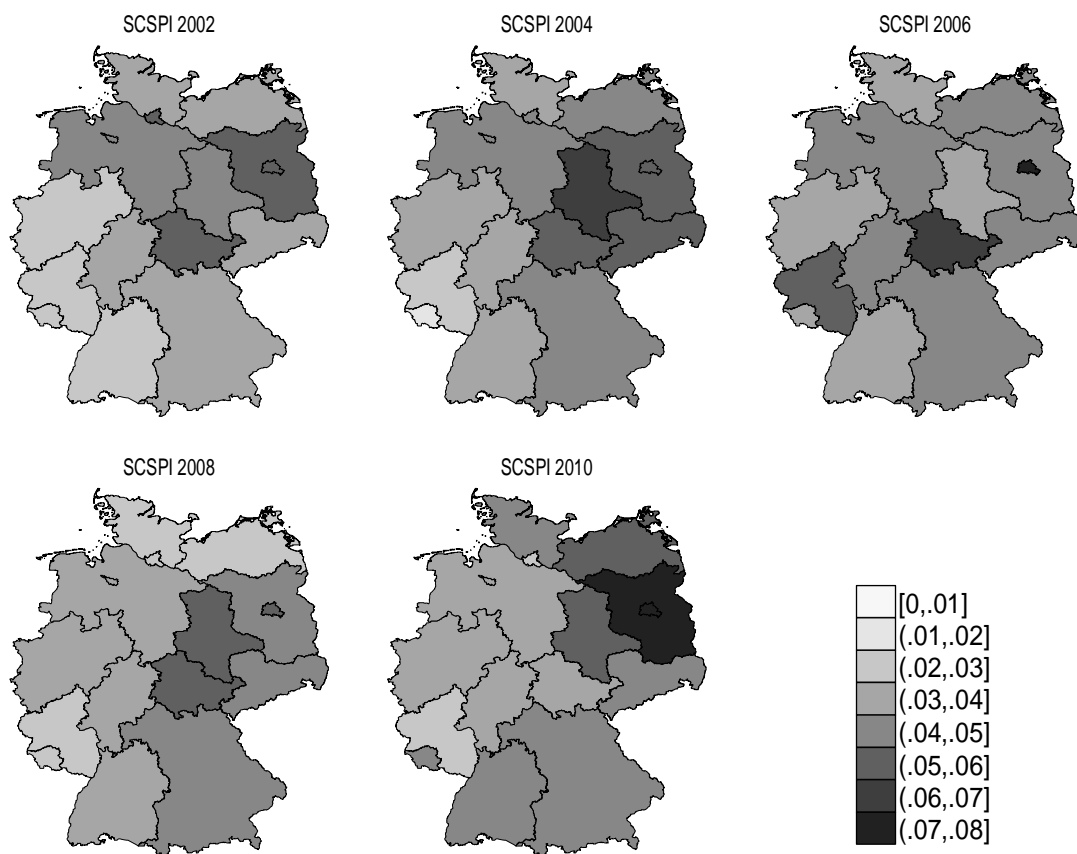 SCSPI 2002
SCSPI 2004
SCSPI 2006
SCSPI 2008
SCSPI 2010
[0,.01]
(.01,.02]
(.02,.03]
(.03,.04]
(.04,.05]
(.05,.06]
(.06,.07]
(.07,.08]